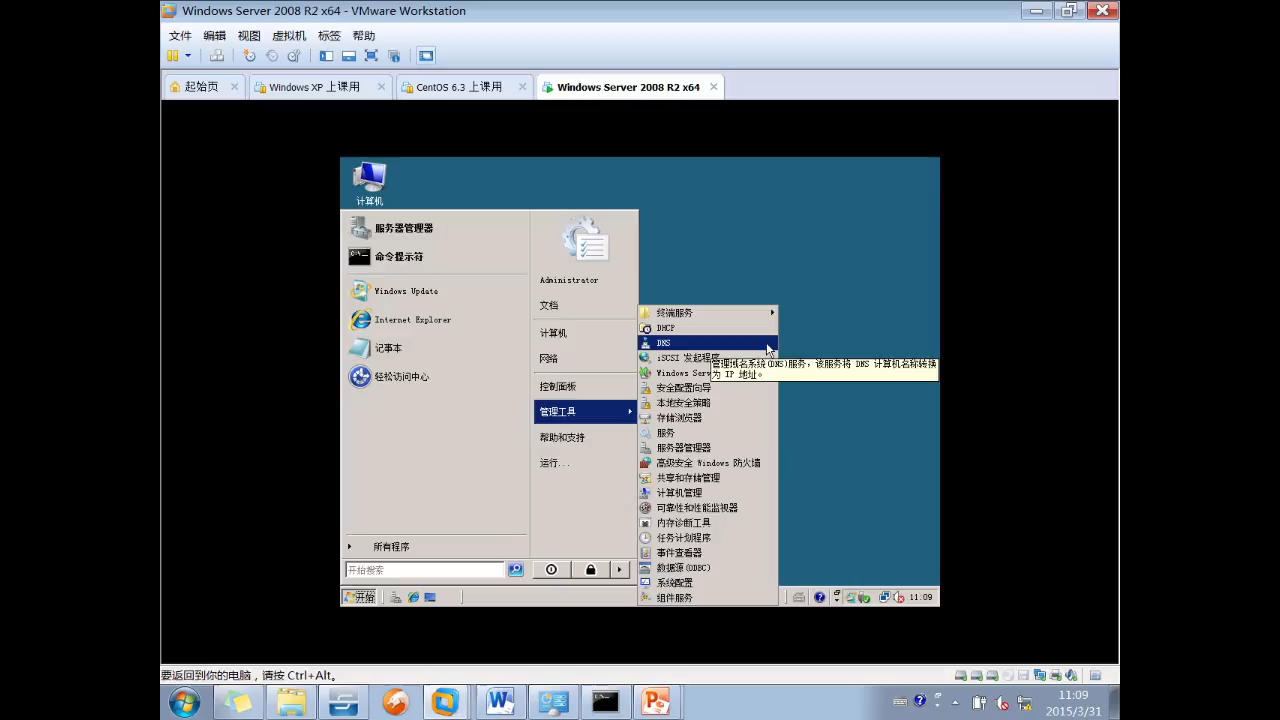 Windows Server 2008 R2 x64 - VMware Workstation
文件 编辑 视图 虚拟机 标签 帮助
起始页 Windows XP 上课用 CentOS 6.3 上课用 Windows Server 2008 R2 x64
计算机
服务器管理器
命令提示符
Windows Update
Internet Explorer
记事本
轻松访问中心
所有程序
开始搜索
Administrator
文档
计算机
网络
控制面板
管理工具
帮助和支持
运行...
终端服务
DHCP
DNS
iSCSI 发起程序
管理域名系统(DNS)服务，该服务将 DNS 计算机名称转换
为 IP 地址。
Windows Serv
安全配置向导
本地安全策略
存储浏览器
服务
服务器管理器
高级安全 Windows 防火墙
共享和存储管理
计算机管理
可靠性和性能监视器
内存诊断工具
任务计划程序
事件查看器
数据源(ODBC)
系统配置
组件服务
开始
11:09
要返回到你的电脑，请按 Ctrl+Alt。
11:09
2015/3/31